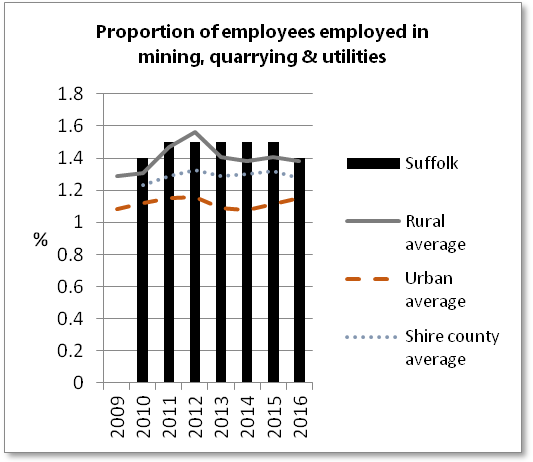 Proportion of employees employed in
mining, quarrying & utilities
1.8
1.6
1.4
1.2
1
0.8
0.6
0.4
0.2
0
%
2009
2010
2011
2012
2013
2014
2015
2016
Suffolk
Rural
average
Urban
average
Shire county
average